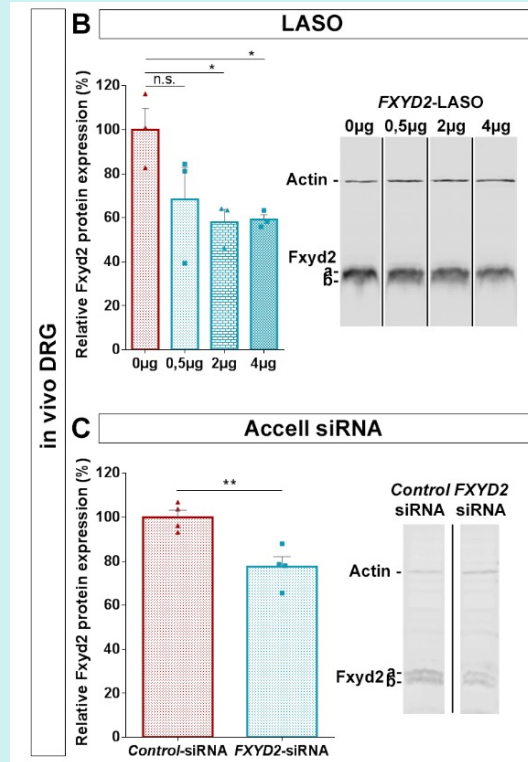 in vivo DRG
B
LASO
Relative Fxyd2 protein expression (%)
120
100
80
60
40
20
0
n.s.
*
*
0µg
0,5µg
2µg
4µg
FXYD2-LASO
0µg 0,5µg 2µg 4µg
Actin -
Fxyd2
a-
b-
C
Accell siRNA
Relative Fxyd2 protein expression (%)
120
100
80
60
40
20
0
**
Control-siRNA
FXYD2-siRNA
Control FXYD2
siRNA siRNA
Actin -
Fxyd2 a-
b-